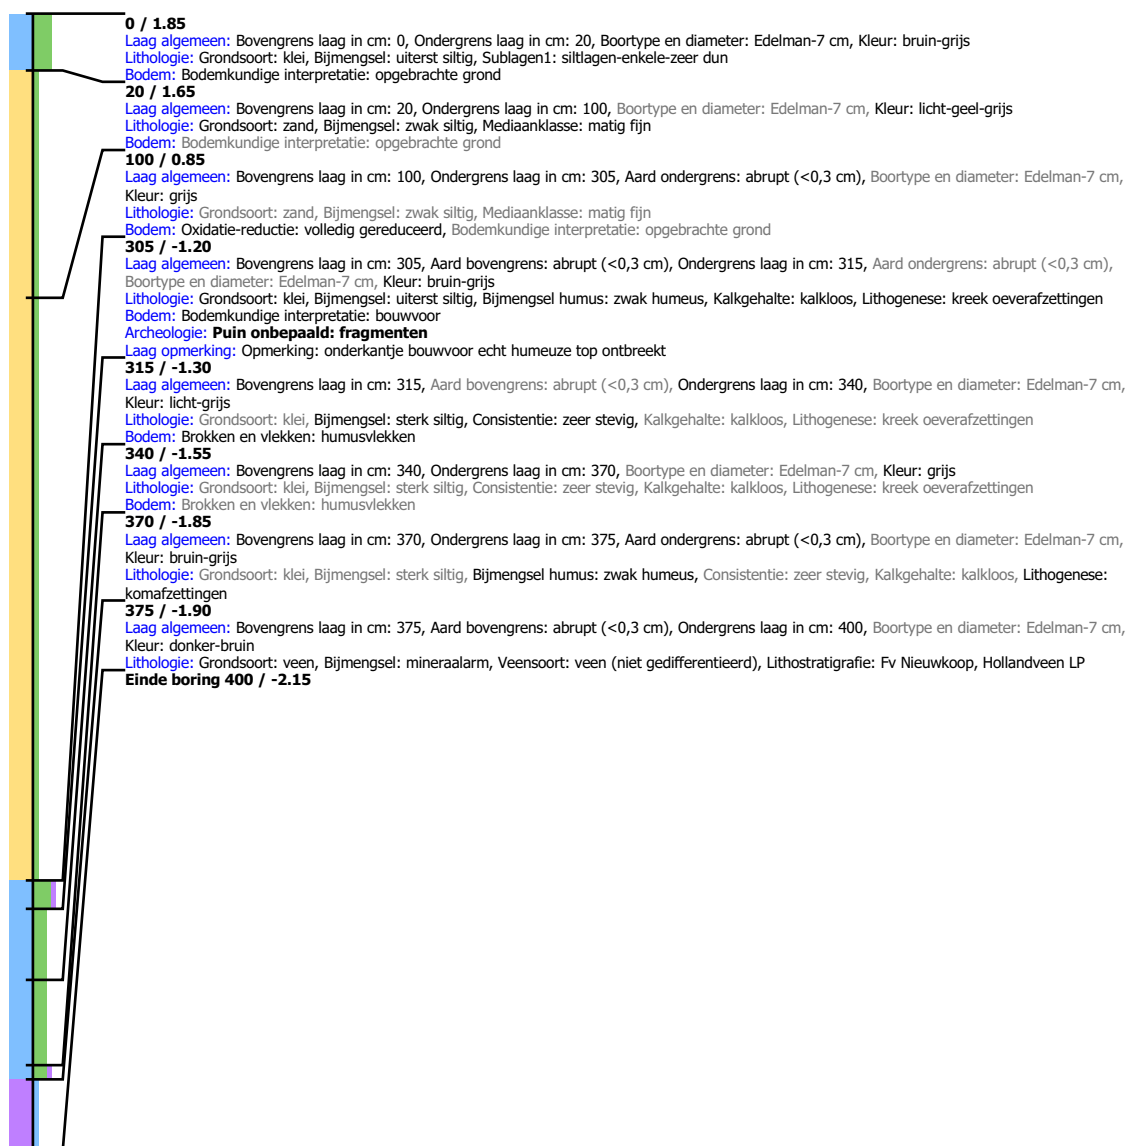 0 / 1.85
Laag algemeen: Bovengrens laag in cm: 0, Ondergrens laag in cm: 20, Boortype en diameter: Edelman-7 cm, Kleur: bruin-grijs
Lithologie: Grondsoort: klei, Bijmengsel: uiterst siltig, Sublagen1: siltlagen-enkele-zeer dun
Bodem: Bodemkundige interpretatie: opgebrachte grond
20 / 1.65
Laag algemeen: Bovengrens laag in cm: 20, Ondergrens laag in cm: 100, Boortype en diameter: Edelman-7 cm, Kleur: licht-geel-grijs
Lithologie: Grondsoort: zand, Bijmengsel: zwak siltig, Mediaanklasse: matig fijn
Bodem: Bodemkundige interpretatie: opgebrachte grond
100 / 0.85
Laag algemeen: Bovengrens laag in cm: 100, Ondergrens laag in cm: 305, Aard ondergrens: abrupt (<0,3 cm), Boortype en diameter: Edelman-7 cm,
Kleur: grijs
Lithologie: Grondsoort: zand, Bijmengsel: zwak siltig, Mediaanklasse: matig fijn
Bodem: Oxidatie-reductie: volledig gereduceerd, Bodemkundige interpretatie: opgebrachte grond
305 / -1.20
Laag algemeen: Bovengrens laag in cm: 305, Aard bovengrens: abrupt (<0,3 cm), Ondergrens laag in cm: 315, Aard ondergrens: abrupt (<0,3 cm),
Boortype en diameter: Edelman-7 cm, Kleur: bruin-grijs
Lithologie: Grondsoort: klei, Bijmengsel: uiterst siltig, Bijmengsel humus: zwak humeus, Kalkgehalte: kalkloos, Lithogenese: kreek oeverafzettingen
Bodem: Bodemkundige interpretatie: bouwvoor
Archeologie: Puin onbepaald: fragmenten
Laag opmerking: Opmerking: onderkantje bouwvoor echt humeuze top ontbreekt
315 / -1.30
Laag algemeen: Bovengrens laag in cm: 315, Aard bovengrens: abrupt (<0,3 cm), Ondergrens laag in cm: 340, Boortype en diameter: Edelman-7 cm,
Kleur: licht-grijs
Lithologie: Grondsoort: klei, Bijmengsel: sterk siltig, Consistentie: zeer stevig, Kalkgehalte: kalkloos, Lithogenese: kreek oeverafzettingen
Bodem: Brokken en vlekken: humusvlekken
340 / -1.55
Laag algemeen: Bovengrens laag in cm: 340, Ondergrens laag in cm: 370, Boortype en diameter: Edelman-7 cm, Kleur: grijs
Lithologie: Grondsoort: klei, Bijmengsel: sterk siltig, Consistentie: zeer stevig, Kalkgehalte: kalkloos, Lithogenese: kreek oeverafzettingen
Bodem: Brokken en vlekken: humusvlekken
370 / -1.85
Laag algemeen: Bovengrens laag in cm: 370, Ondergrens laag in cm: 375, Aard ondergrens: abrupt (<0,3 cm), Boortype en diameter: Edelman-7 cm,
Kleur: bruin-grijs
Lithologie: Grondsoort: klei, Bijmengsel: sterk siltig, Bijmengsel humus: zwak humeus, Consistentie: zeer stevig, Kalkgehalte: kalkloos, Lithogenese:
komafzettingen
375 / -1.90
Laag algemeen: Bovengrens laag in cm: 375, Aard bovengrens: abrupt (<0,3 cm), Ondergrens laag in cm: 400, Boortype en diameter: Edelman-7 cm,
Kleur: donker-bruin
Lithologie: Grondsoort: veen, Bijmengsel: mineraalarm, Veensoort: veen (niet gedifferentieerd), Lithostratigrafie: Fv Nieuwkoop, Hollandveen LP
Einde boring 400 / -2.15